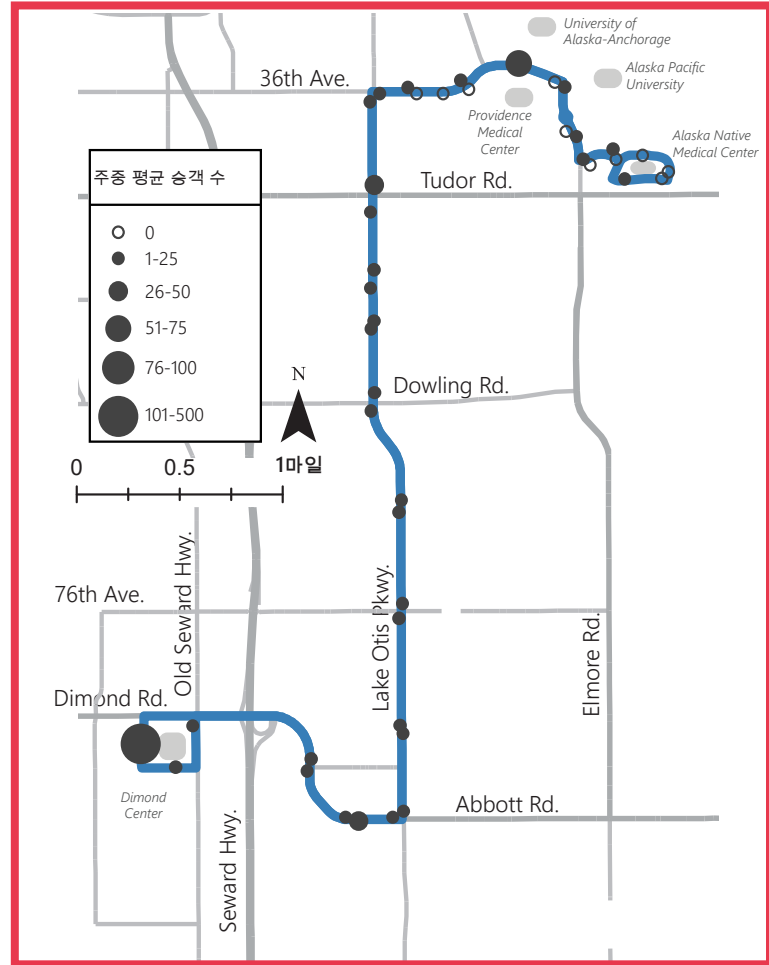 University of
Alaska-Anchorage
36th Ave.
Alaska Pacific
University
Providence
Medical
Center
Alaska Native
Medical Center
주중 평균 승객 수
Tudor Rd.
0
1-25
26-50
51-75
76-100
101-500
N
Dowling Rd.
0
0.5
1마일
Old Seward Hwy.
76th Ave.
Lake Otis Pkwy.
Elmore Rd.
Dimond Rd.
Dimond
Center
Seward Hwy.
Abbott Rd.